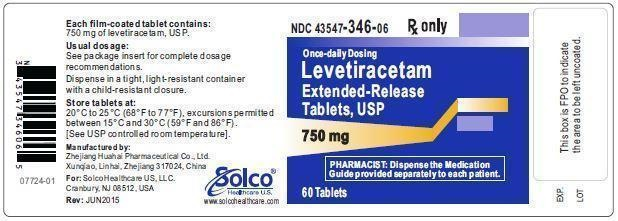 Each film-coated tablet contains:
750 mg of levetiracetam, USP.
Usual dosage:
See package insert for complete dosage
recommendations.
Dispense in a tight, light-resistant container
with a child-resistant closure.
Store tablets at:
20°C to 25°C (68°F to 77°F), excursions permitted
between 15°C and 30°C (59°F and 86°F).
[See USP controlled room temperature].
Manufactured by:
Zhejiang Huahai Pharmaceutical Co., Ltd.
Xunqiao, Linhai, Zhejiang 317024, China
For: SolcoHealthcare US, LLC.
Cranbury, NJ 08512, USA
Rev: JUN2015
07724-01
Solco®
Healthcare U.S.
www.solcohealthcare.com
NDC 43547-346-06
Rx only
Once-daily Dosing
Levetiracetam
Extended-Release
Tablets, USP
750 mg
PHARMACIST: Dispense the Medication
Guide provided separately to each patient.
60 Tablets
This box is FPO to indicate
the area to be left uncoated.
EXP.
LOT